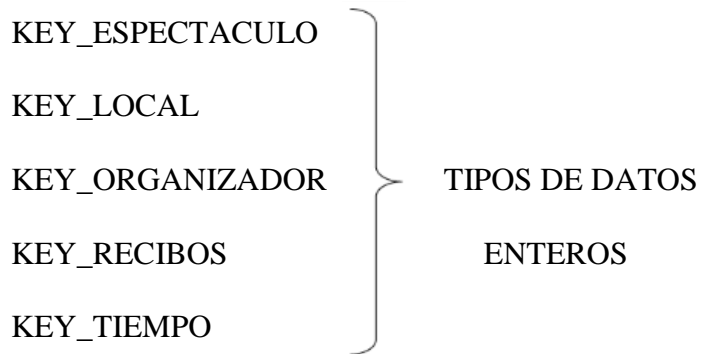 KEY_ESPECTACULO
KEY_LOCAL
KEY_ORGANIZADOR
KEY_RECIBOS
KEY_TIEMPO
TIPOS DE DATOS
ENTEROS